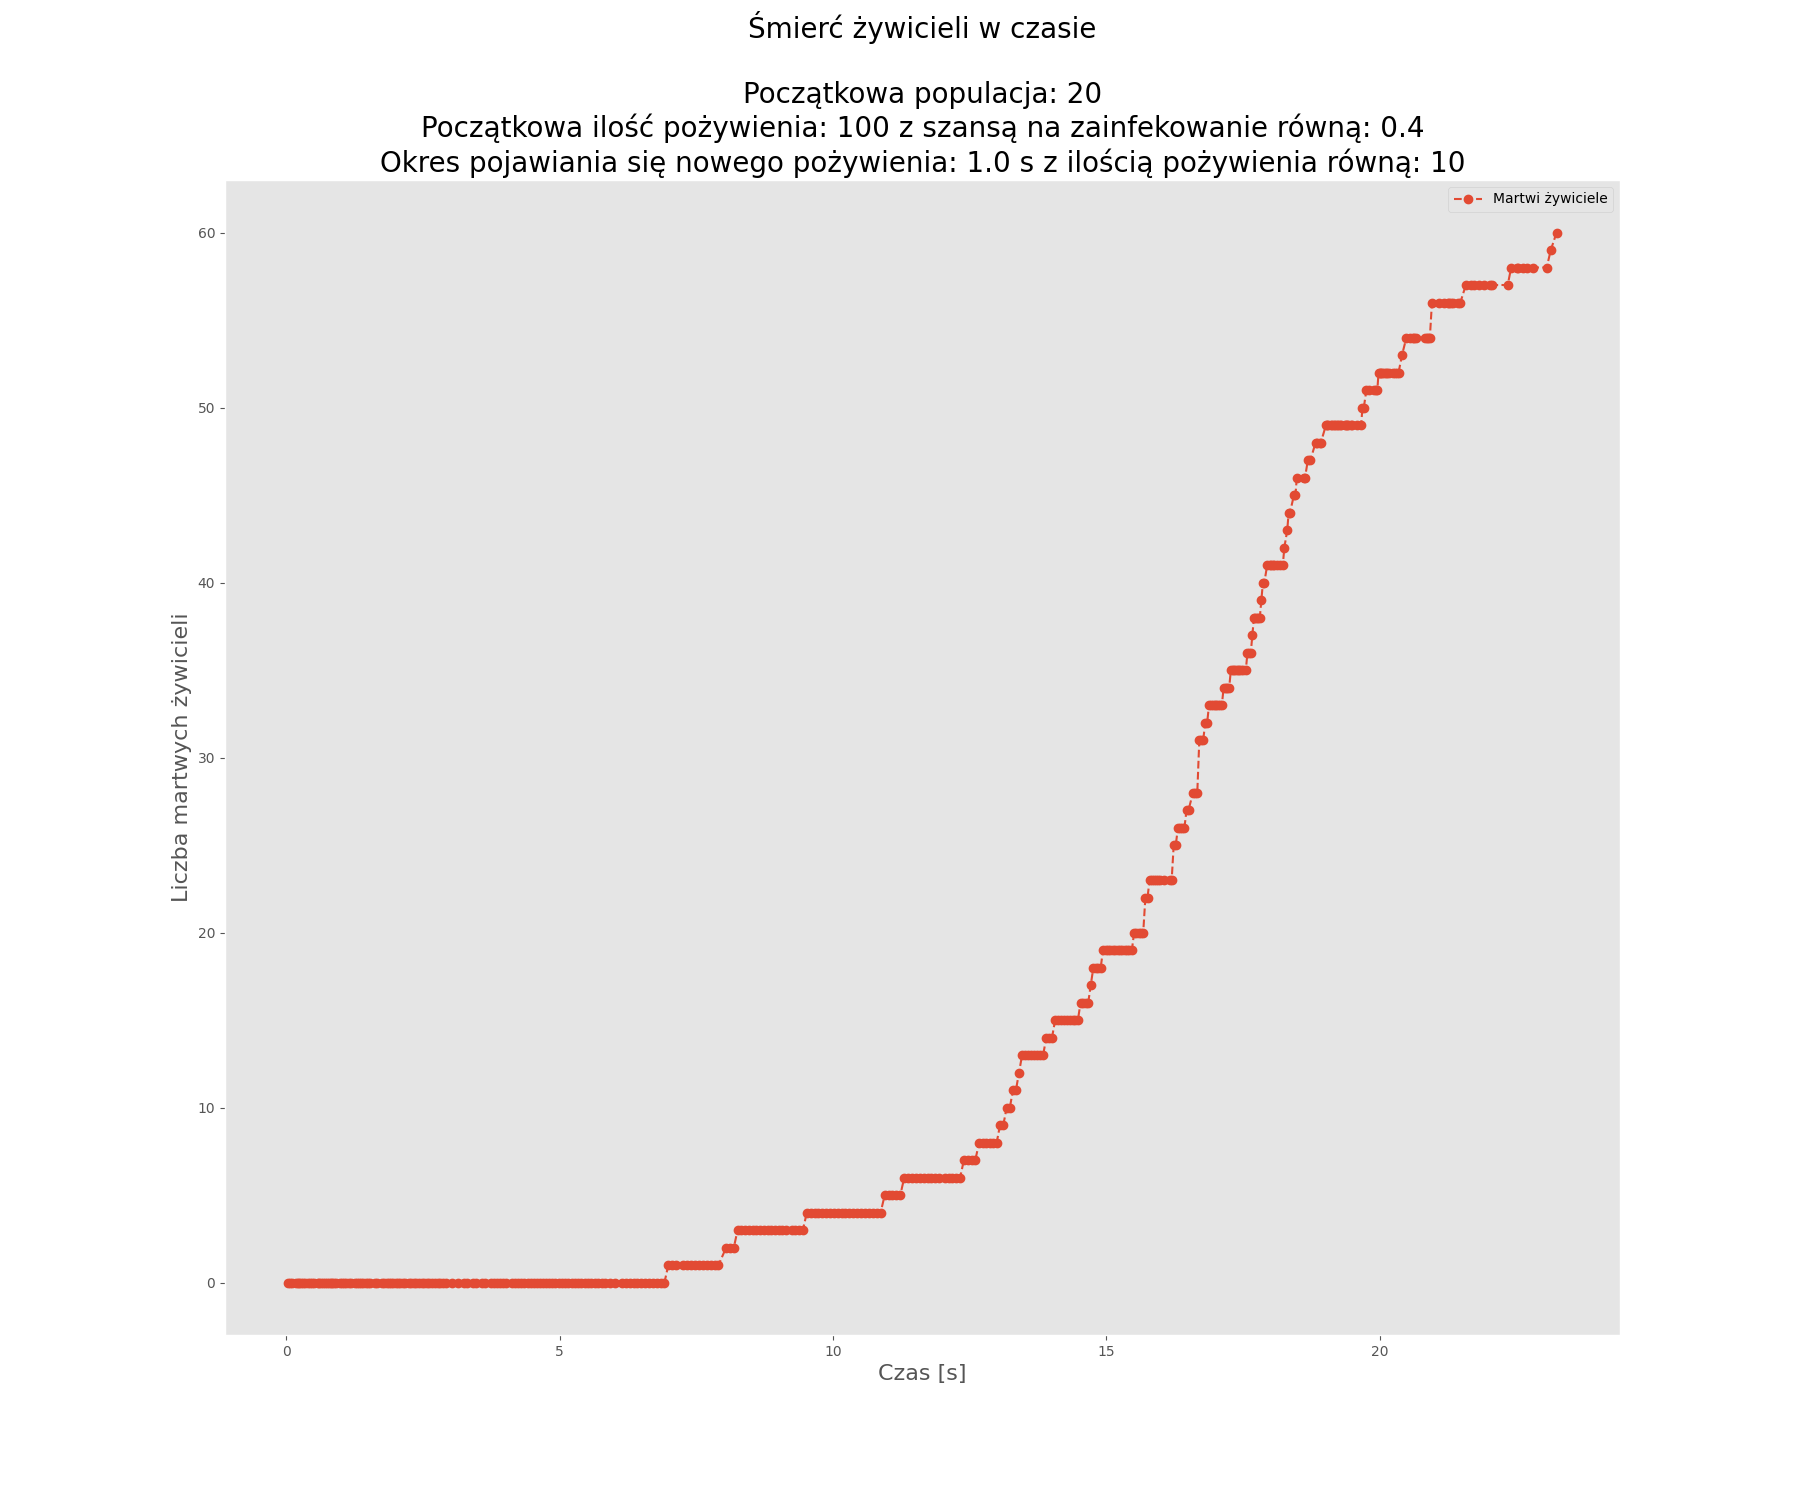 Śmierć żywicieli w czasie
Początkowa populacja: 20
Początkowa ilość pożywienia: 100 z szansą na zainfekowanie równą: 0.4
Okres pojawiania się nowego pożywienia: 1.0 s z ilością pożywienia równą: 10
Martwi żywiciele
60
50
40
30
20
10
0
Liczba martwych żywicieli
0 5 10 15 20
Czas [s]